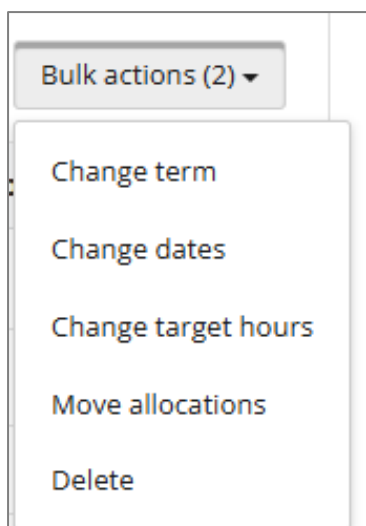 Bulk actions (2)
Change term
Change dates
Change target hours
Move allocations
Delete